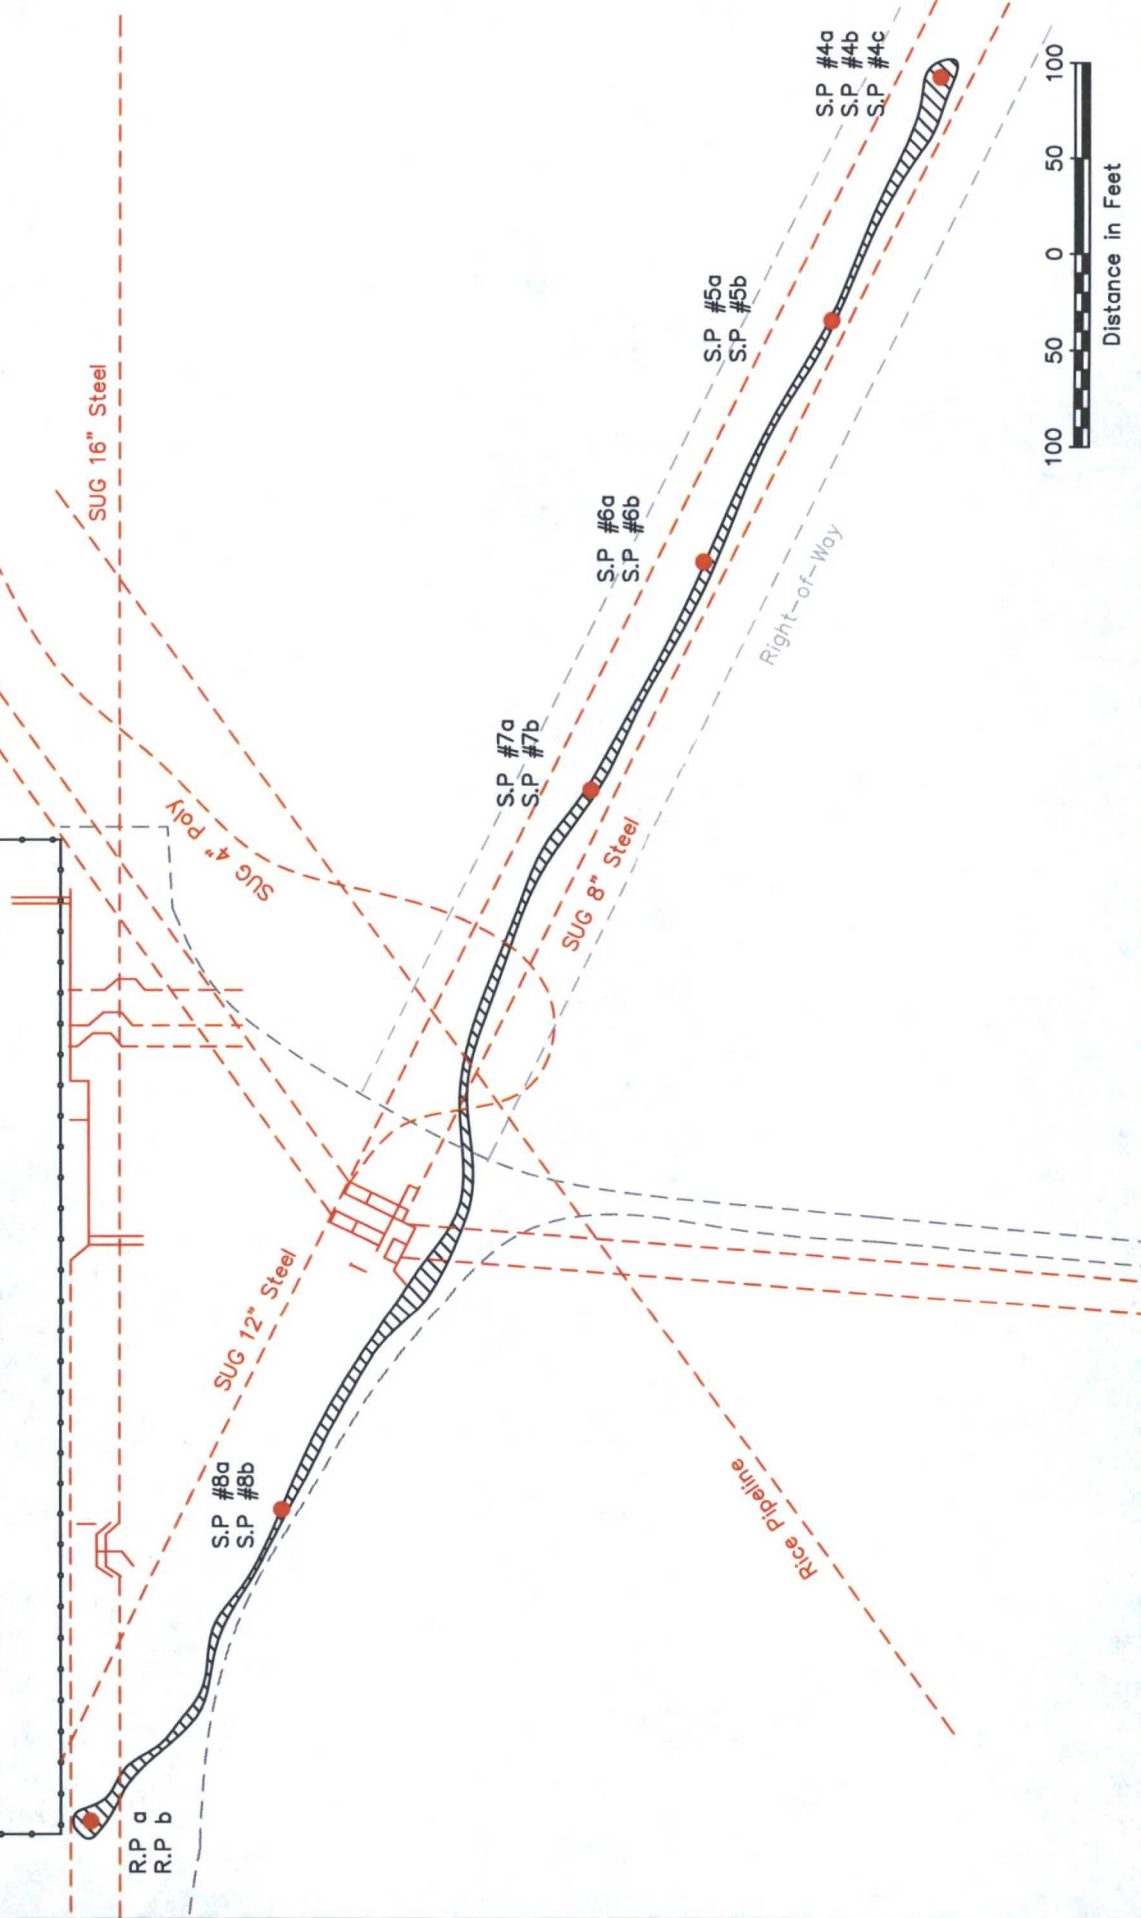 S.P #4a
S.P #4b
S.P #4c
S.P #5a
S.P #5b
S.P #6a
S.P #6b
S.P #7a
S.P #7b
S.P #8a
S.P #8b
R.P a
R.P b
SUG 16” Steel
SUG 4” Poly
SUG 8” Steel
SUG 12” Steel
Rice Pipeline
Right-of-Way
100 50 0 50 100
Distance in Feet